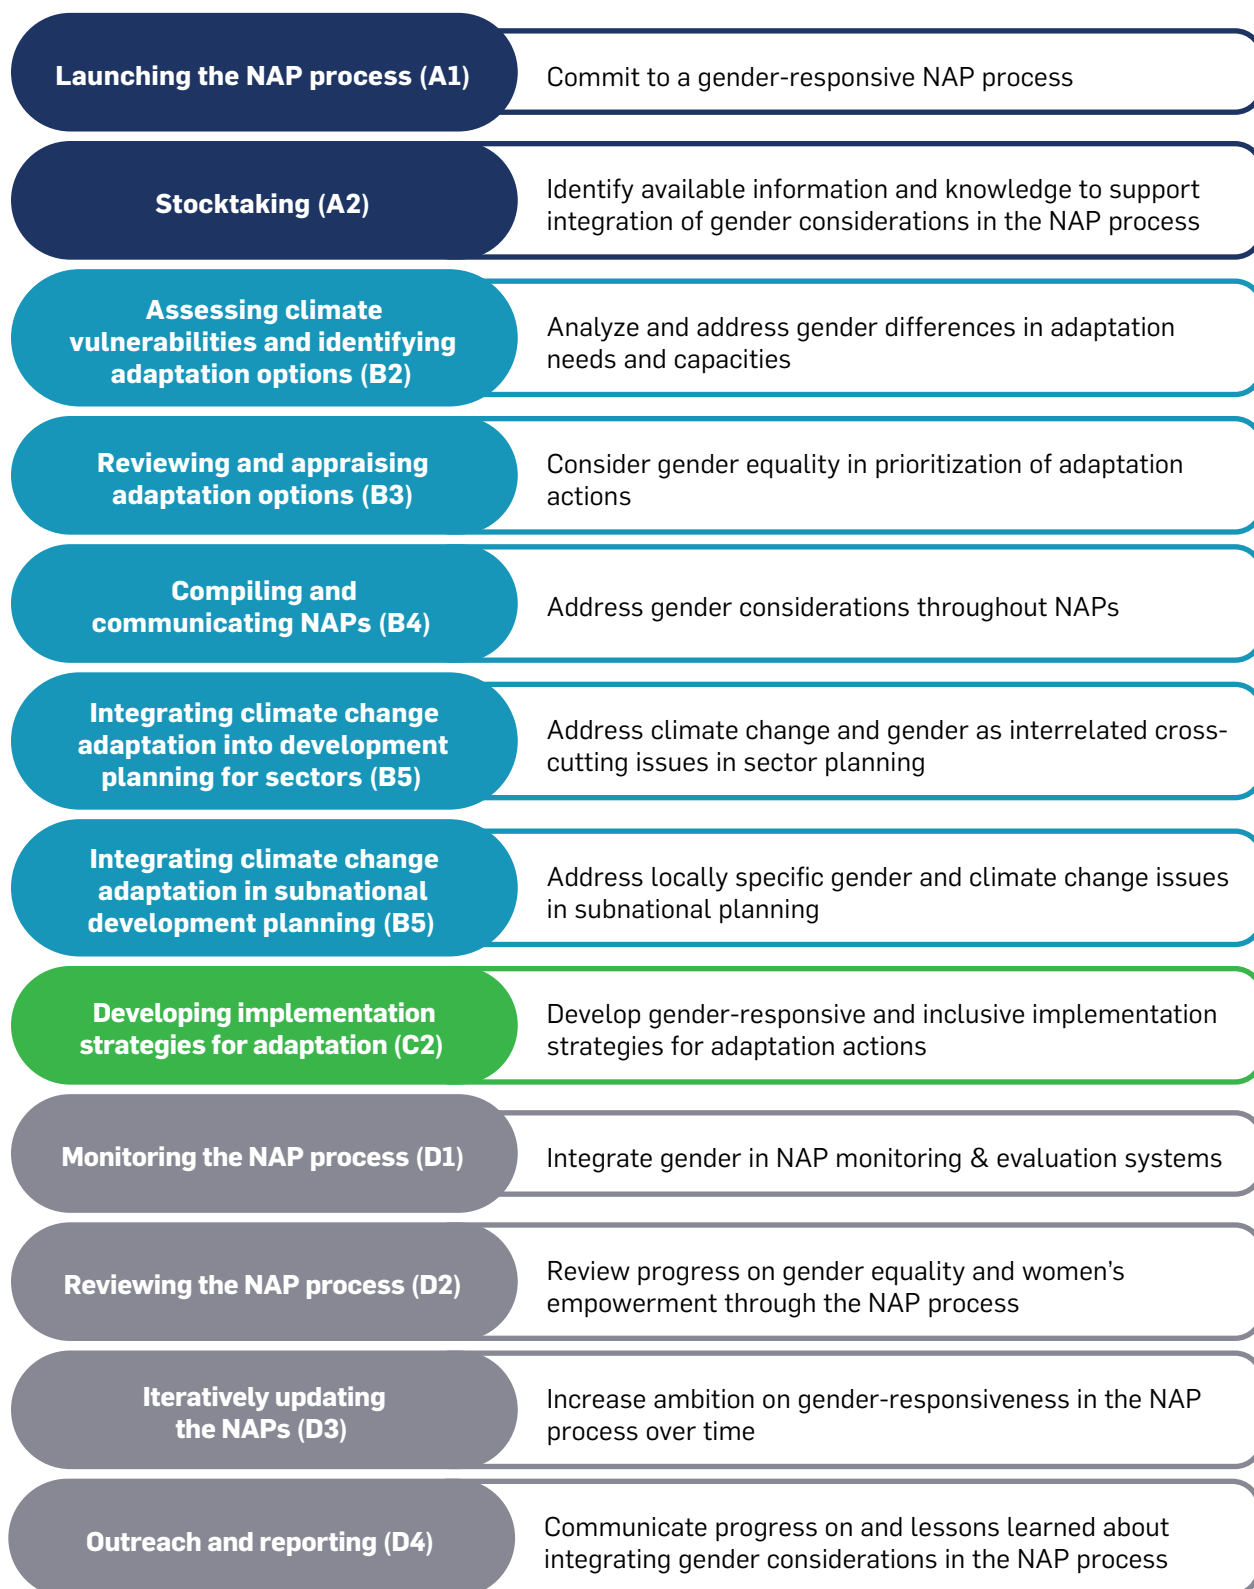 Launching the NAP process (A1)
Commit to a gender-responsive NAP process
Stocktaking (A2)
Identify available information and knowledge to support
integration of gender considerations in the NAP process
Assessing climate
vulnerabilities and identifying
adaptation options (B2)
Analyze and address gender differences in adaptation
needs and capacities
Reviewing and appraising
adaptation options (B3)
Consider gender equality in prioritization of adaptation
actions
Compiling and
communicating NAPs (B4)
Address gender considerations throughout NAPs
Integrating climate change
adaptation into development
planning for sectors (B5)
Address climate change and gender as interrelated cross-
cutting issues in sector planning
Integrating climate change
adaptation in subnational
development planning (B5)
Address locally specific gender and climate change issues
in subnational planning
Developing implementation
strategies for adaptation (C2)
Develop gender-responsive and inclusive implementation
strategies for adaptation actions
Monitoring the NAP process (D1)
Integrate gender in NAP monitoring & evaluation systems
Reviewing the NAP process (D2)
Review progress on gender equality and women’s
empowerment through the NAP process
Iteratively updating
the NAPs (D3)
Increase ambition on gender-responsiveness in the NAP
process over time
Outreach and reporting (D4)
Communicate progress on and lessons learned about
integrating gender considerations in the NAP process